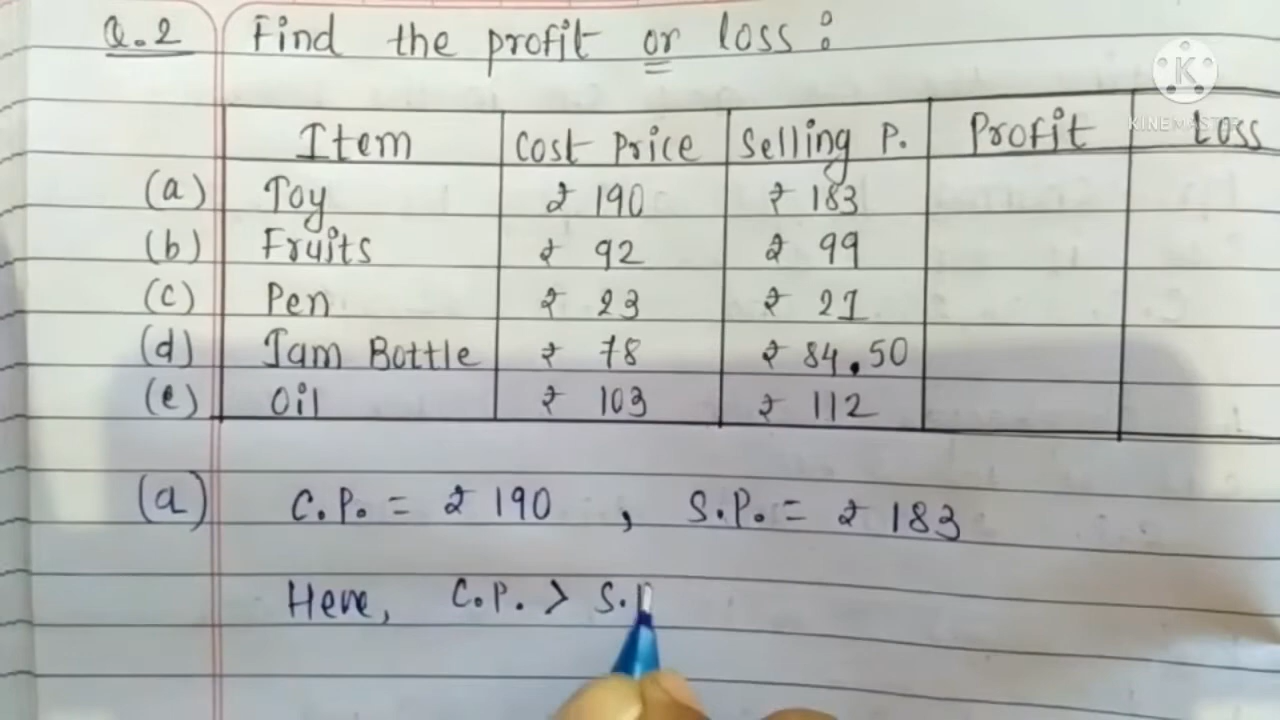 Q.2 Find the profit or loss :
K
KINEMASTER
Item Cost Price Selling P. Profit Loss
(a) Toy ₹ 190 ₹ 183
(b) Fruits ₹ 92 ₹ 99
(c) Pen ₹ 23 ₹ 21
(d) Jam Bottle ₹ 78 ₹ 84.50
(e) Oil ₹ 103 ₹ 112
(a) C.P. = ₹ 190 , S.P. = ₹ 183
Here, C.P. > S.P